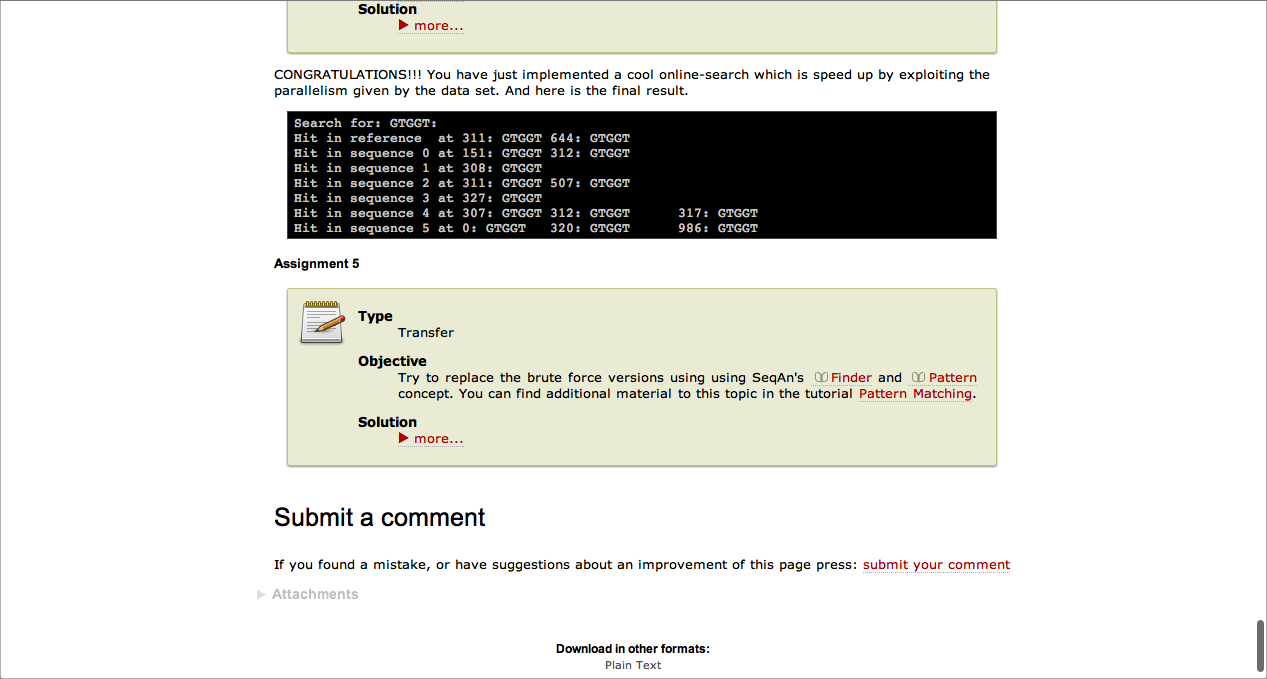 Solution
more...
CONGRATULATIONS!!! You have just implemented a cool online-search which is speed up by exploiting the
parallelism given by the data set. And here is the final result.
Search for: GTGGT:
Hit in reference  at 311: GTGGT 644: GTGGT
Hit in sequence 0 at 151: GTGGT 312: GTGGT
Hit in sequence 1 at 308: GTGGT
Hit in sequence 2 at 311: GTGGT 507: GTGGT
Hit in sequence 3 at 327: GTGGT
Hit in sequence 4 at 307: GTGGT 312: GTGGT      317: GTGGT
Hit in sequence 5 at 0: GTGGT   320: GTGGT      986: GTGGT
Assignment 5
Type
Transfer
Objective
Try to replace the brute force versions using using SeqAn's Finder and Pattern
concept. You can find additional material to this topic in the tutorial Pattern Matching.
Solution
more...
Submit a comment
If you found a mistake, or have suggestions about an improvement of this page press: submit your comment
Attachments
Download in other formats:
Plain Text